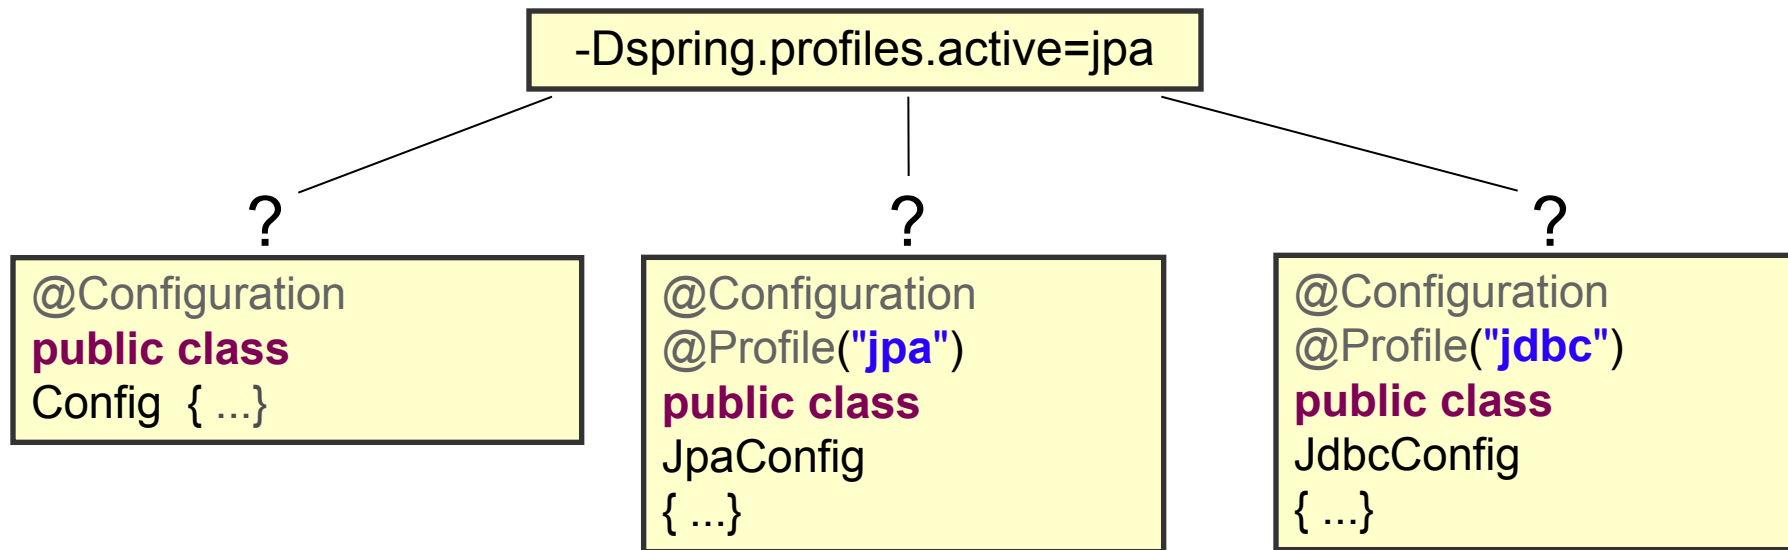 -Dspring.profiles.active=jpa
?
?
?
@Configuration
public class
Config { ...}
@Configuration
@Profile("jpa")
public class
JpaConfig
{ ...}
@Configuration
@Profile("jdbc")
public class
JdbcConfig
{ ...}